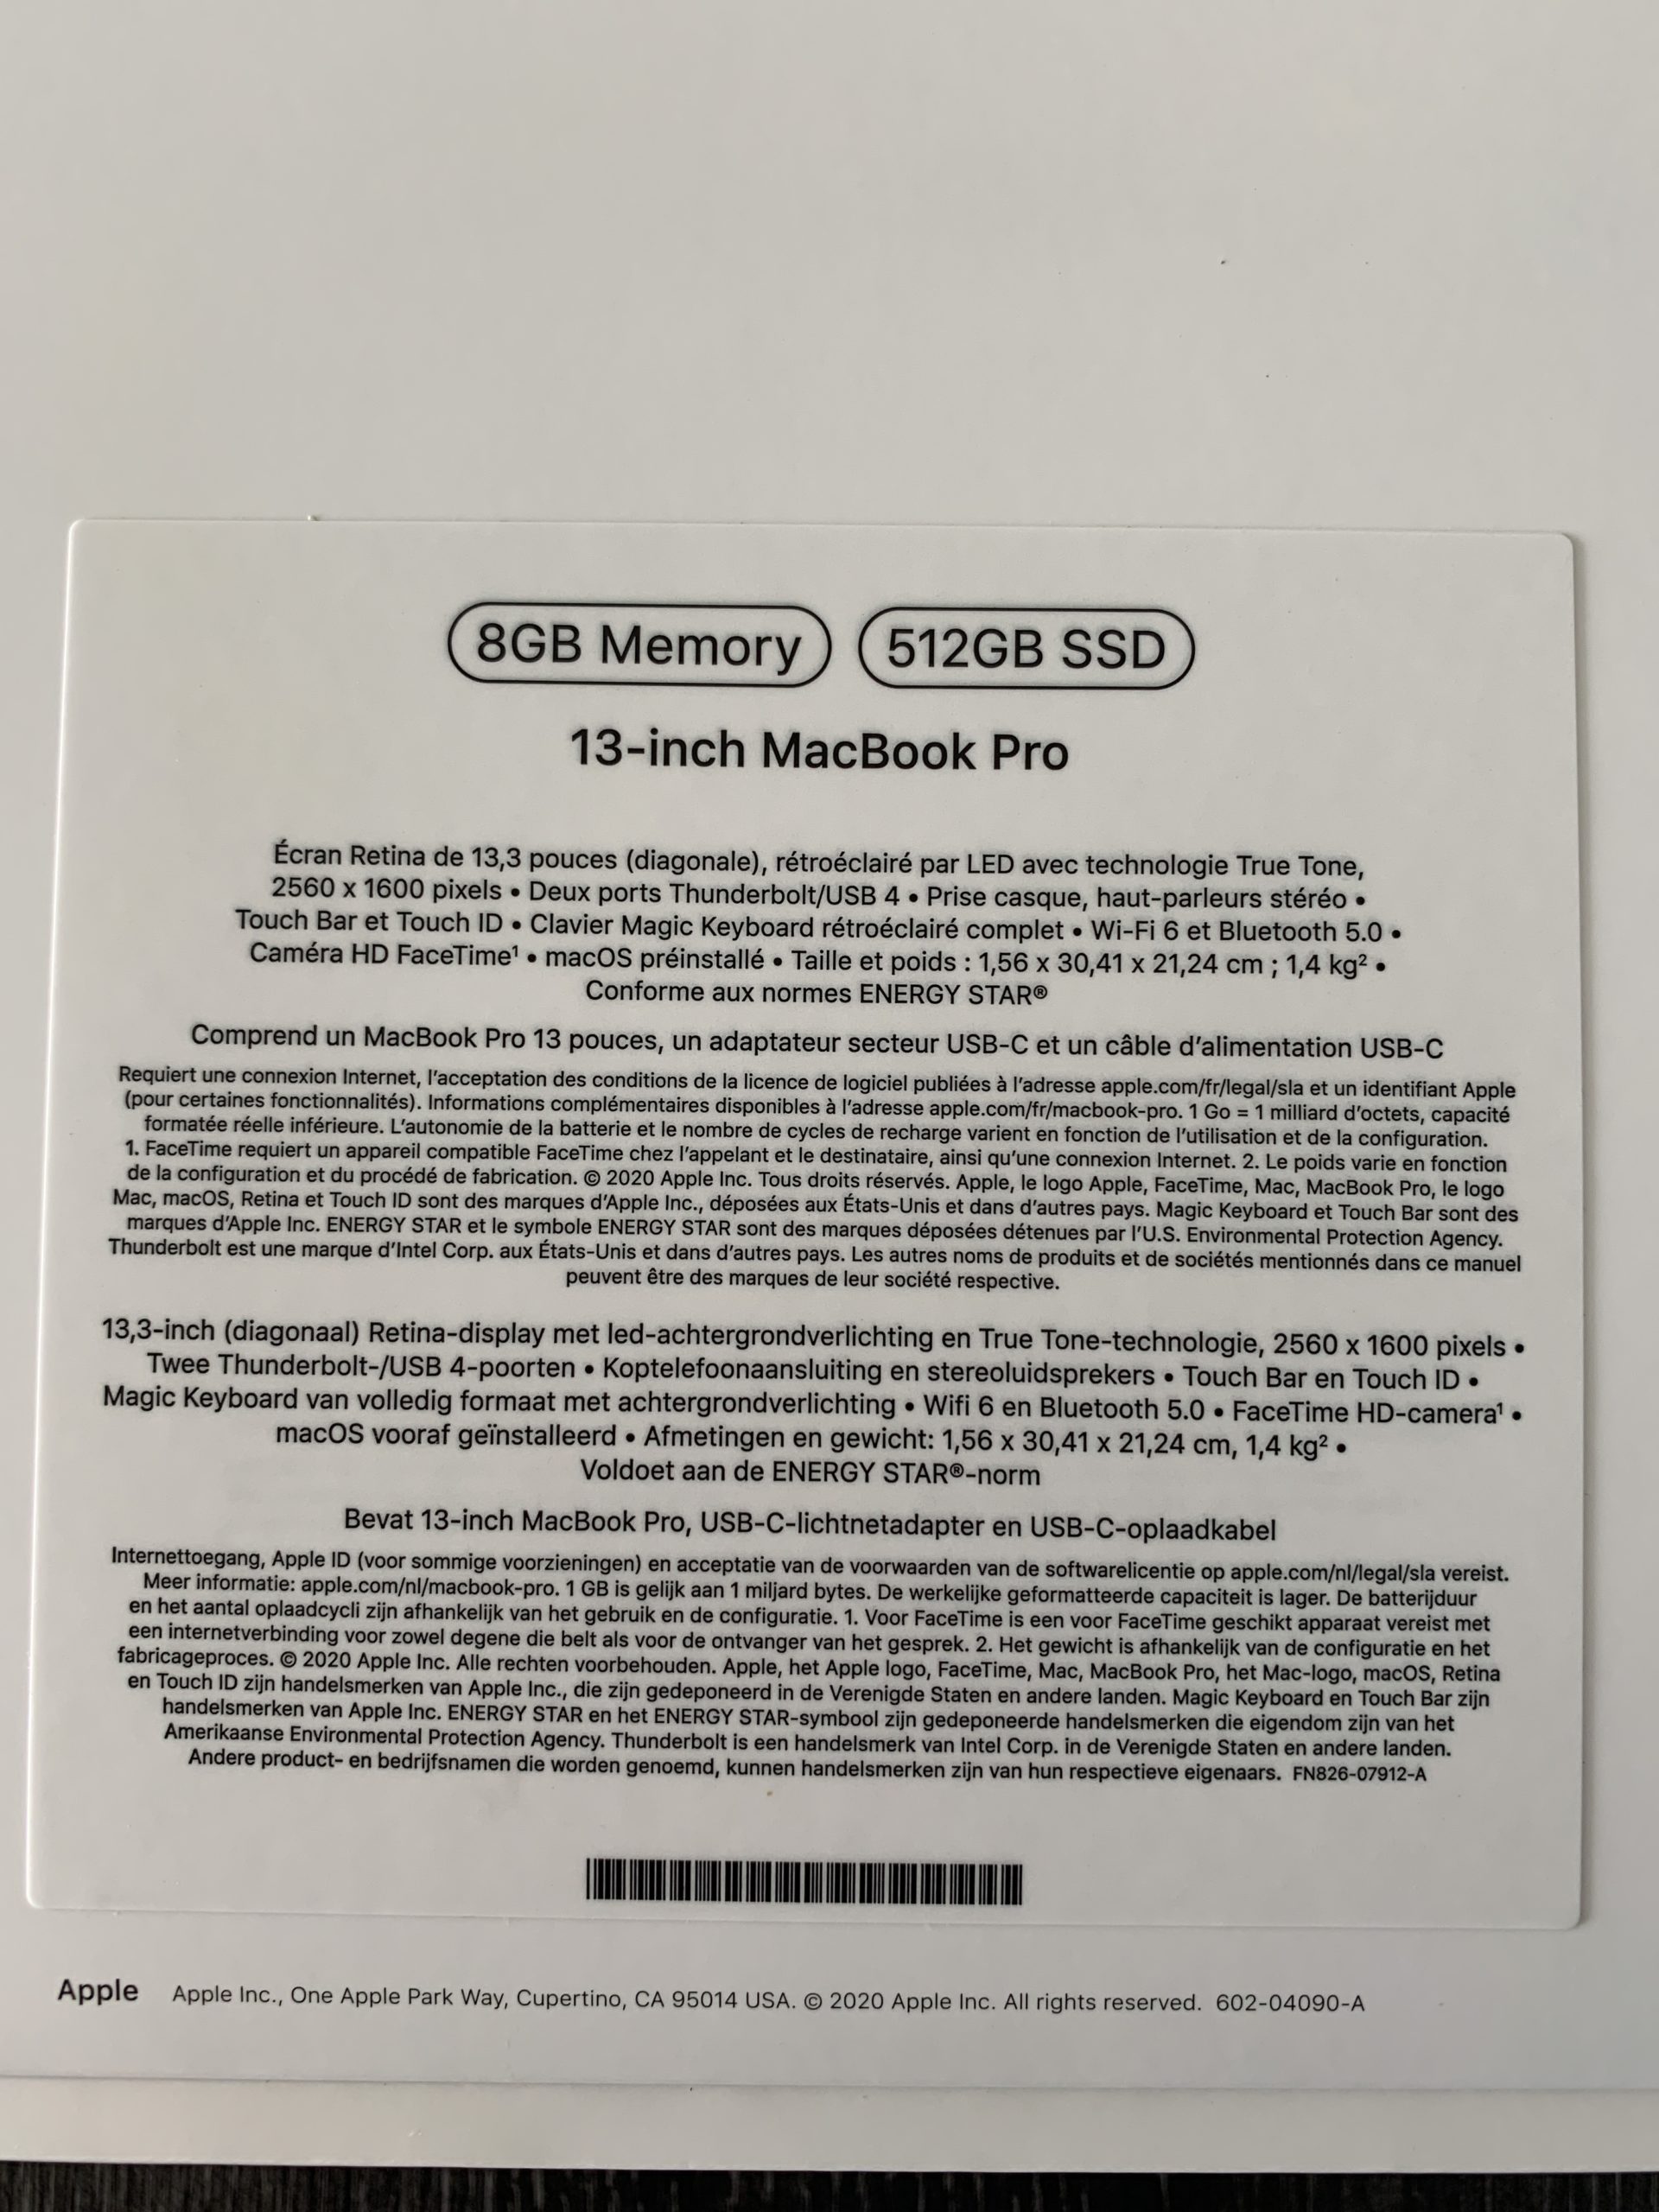 8GB Memory 512GB SSD
13-inch MacBook Pro
Écran Retina de 13,3 pouces (diagonale), rétroéclairé par LED avec technologie True Tone,
2560 x 1600 pixels • Deux ports Thunderbolt/USB 4 • Prise casque, haut-parleurs stéréo •
Touch Bar et Touch ID • Clavier Magic Keyboard rétroéclairé complet • Wi-Fi 6 et Bluetooth 5.0 •
Caméra HD FaceTime¹ • macOS préinstallé • Taille et poids : 1,56 x 30,41 x 21,24 cm ; 1,4 kg² •
Conforme aux normes ENERGY STAR®
Comprend un MacBook Pro 13 pouces, un adaptateur secteur USB-C et un câble d’alimentation USB-C
Requiert une connexion Internet, l’acceptation des conditions de la licence de logiciel publiées à l’adresse apple.com/fr/legal/sla et un identifiant Apple
(pour certaines fonctionnalités). Informations complémentaires disponibles à l’adresse apple.com/fr/macbook-pro. 1 Go = 1 milliard d’octets, capacité
formatée réelle inférieure. L’autonomie de la batterie et le nombre de cycles de recharge varient en fonction de l’utilisation et de la configuration.
1. FaceTime requiert un appareil compatible FaceTime chez l’appelant et le destinataire, ainsi qu’une connexion Internet. 2. Le poids varie en fonction
de la configuration et du procédé de fabrication. © 2020 Apple Inc. Tous droits réservés. Apple, le logo Apple, FaceTime, Mac, MacBook Pro, le logo
Mac, macOS, Retina et Touch ID sont des marques d’Apple Inc., déposées aux États-Unis et dans d’autres pays. Magic Keyboard et Touch Bar sont des
marques d’Apple Inc. ENERGY STAR et le symbole ENERGY STAR sont des marques déposées détenues par l’U.S. Environmental Protection Agency.
Thunderbolt est une marque d’Intel Corp. aux États-Unis et dans d’autres pays. Les autres noms de produits et de sociétés mentionnés dans ce manuel
peuvent être des marques de leur société respective.
13,3-inch (diagonaal) Retina-display met led-achtergrondverlichting en True Tone-technologie, 2560 x 1600 pixels •
Twee Thunderbolt-/USB 4-poorten • Koptelefoonaansluiting en stereoluidsprekers • Touch Bar en Touch ID •
Magic Keyboard van volledig formaat met achtergrondverlichting • Wifi 6 en Bluetooth 5.0 • FaceTime HD-camera¹ •
macOS vooraf geïnstalleerd • Afmetingen en gewicht: 1,56 x 30,41 x 21,24 cm, 1,4 kg² •
Voldoet aan de ENERGY STAR®-norm
Bevat 13-inch MacBook Pro, USB-C-lichtnetadapter en USB-C-oplaadkabel
Internettoegang, Apple ID (voor sommige voorzieningen) en acceptatie van de voorwaarden van de softwarelicentie op apple.com/nl/legal/sla vereist.
Meer informatie: apple.com/nl/macbook-pro. 1 GB is gelijk aan 1 miljard bytes. De werkelijke geformatteerde capaciteit is lager. De batterijduur
en het aantal oplaadcycli zijn afhankelijk van het gebruik en de configuratie. 1. Voor FaceTime is een voor FaceTime geschikt apparaat vereist met
een internetverbinding voor zowel degene die belt als voor de ontvanger van het gesprek. 2. Het gewicht is afhankelijk van de configuratie en het
fabricageproces. © 2020 Apple Inc. Alle rechten voorbehouden. Apple, het Apple logo, FaceTime, Mac, MacBook Pro, het Mac-logo, macOS, Retina
en Touch ID zijn handelsmerken van Apple Inc., die zijn gedeponeerd in de Verenigde Staten en andere landen. Magic Keyboard en Touch Bar zijn
handelsmerken van Apple Inc. ENERGY STAR en het ENERGY STAR-symbool zijn gedeponeerde handelsmerken die eigendom zijn van het
Amerikaanse Environmental Protection Agency. Thunderbolt is een handelsmerk van Intel Corp. in de Verenigde Staten en andere landen.
Andere product- en bedrijfsnamen die worden genoemd, kunnen handelsmerken zijn van hun respectieve eigenaars. FN826-07912-A
Apple Apple Inc., One Apple Park Way, Cupertino, CA 95014 USA. © 2020 Apple Inc. All rights reserved. 602-04090-A